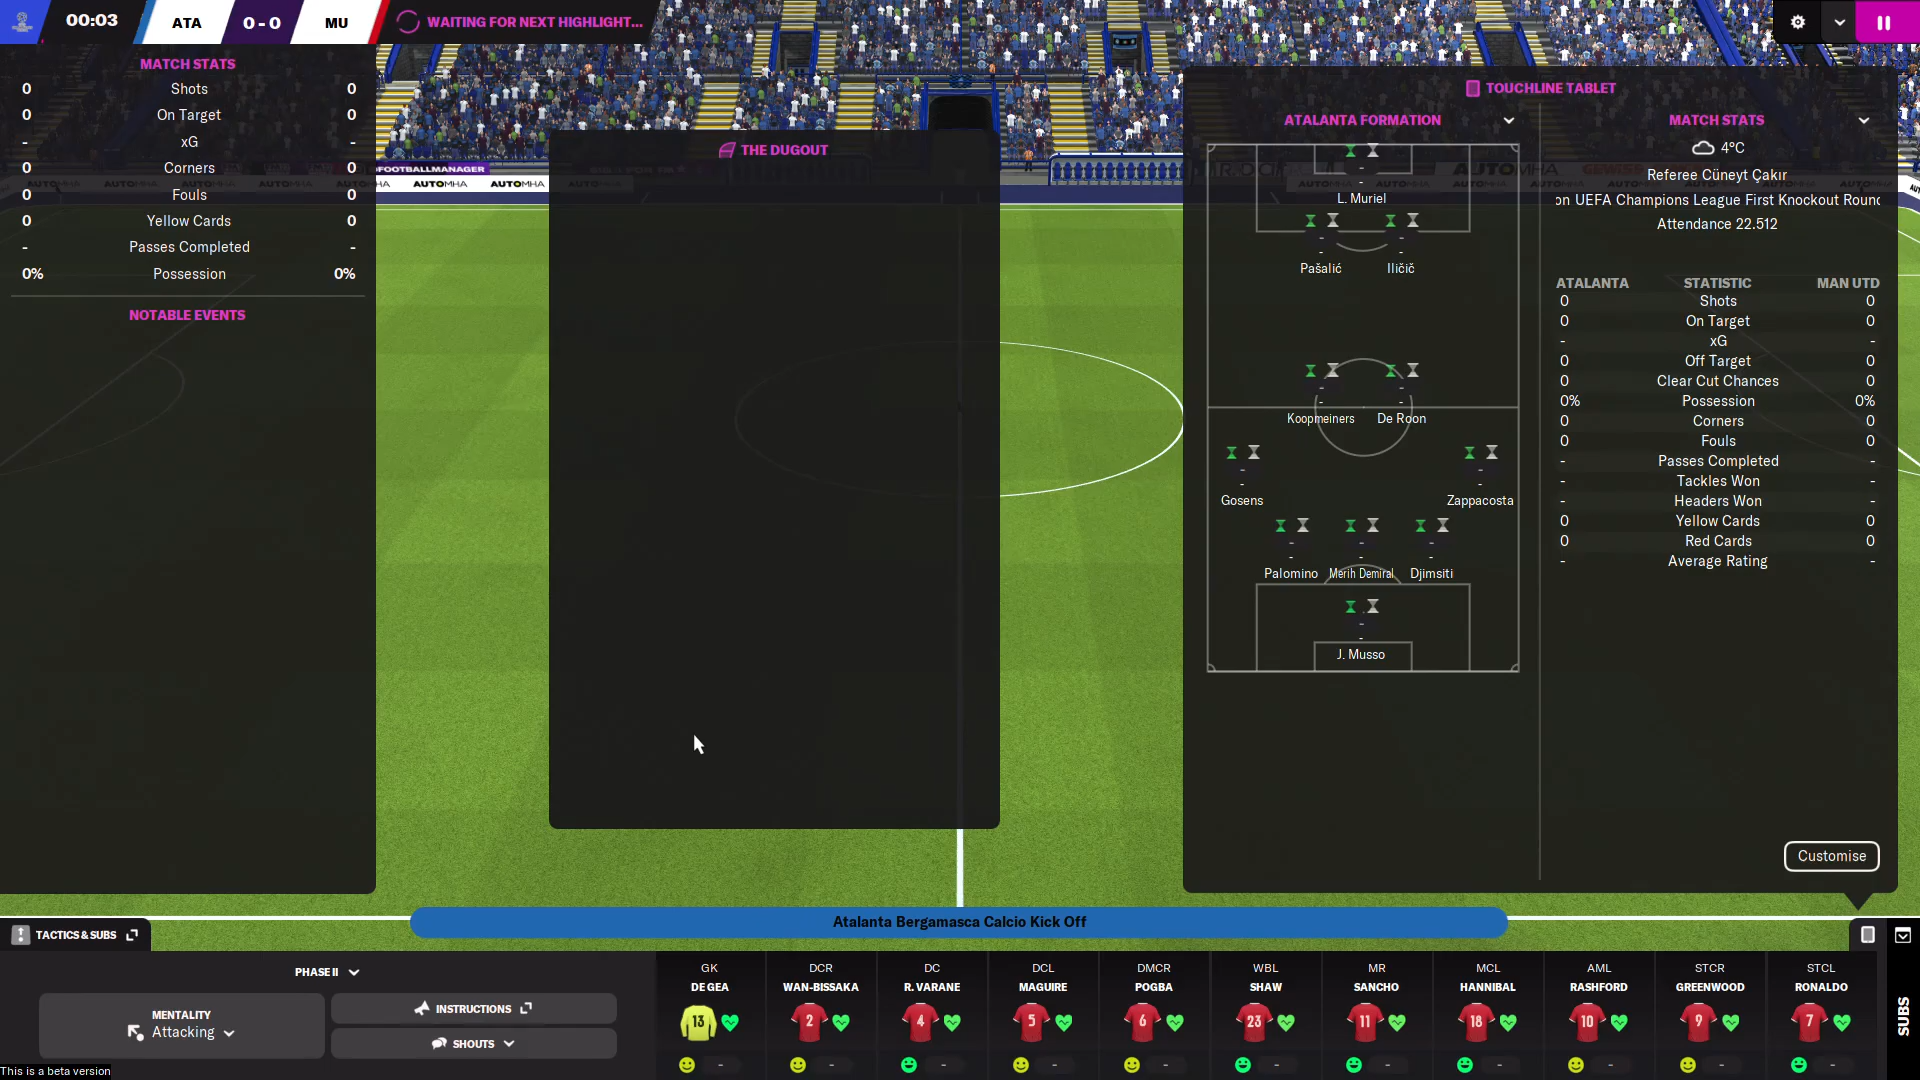 00:03 ATA 0 - 0 MU WAITING FOR NEXT HIGHLIGHT...
MATCH STATS
0 Shots 0
0 On Target 0
- xG -
0 Corners 0
0 Fouls 0
0 Yellow Cards 0
- Passes Completed -
0% Possession 0%
NOTABLE EVENTS
FOOTBALLMANAGER
AUTOMHA AUTOMHA
THE DUGOUT
TOUCHLINE TABLET
ATALANTA FORMATION
L. Muriel
Pašalić Iličič
Koopmeiners De Roon
Gosens Zappacosta
Palomino Merih Demiral Djimsiti
J. Musso
MATCH STATS
4°C
Referee Cüneyt Çakır
on UEFA Champions League First Knockout Round
Attendance 22.512
ATALANTA STATISTIC MAN UTD
0 Shots 0
0 On Target 0
- xG -
0 Off Target 0
0 Clear Cut Chances 0
0% Possession 0%
0 Corners 0
0 Fouls 0
- Passes Completed -
- Tackles Won -
- Headers Won -
0 Yellow Cards 0
0 Red Cards 0
- Average Rating -
Customise
Atalanta Bergamasca Calcio Kick Off
TACTICS & SUBS
PHASE II
MENTALITY
Attacking
INSTRUCTIONS
SHOUTS
GK DCR DC DCL DMCR WBL MR MCL AML STCR STCL
DE GEA WAN-BISSAKA R. VARANE MAGUIRE POGBA SHAW SANCHO HANNIBAL RASHFORD GREENWOOD RONALDO
13 2 4 5 6 23 11 18 10 9 7
- - - - - - - - - - -
SUBS
This is a beta version